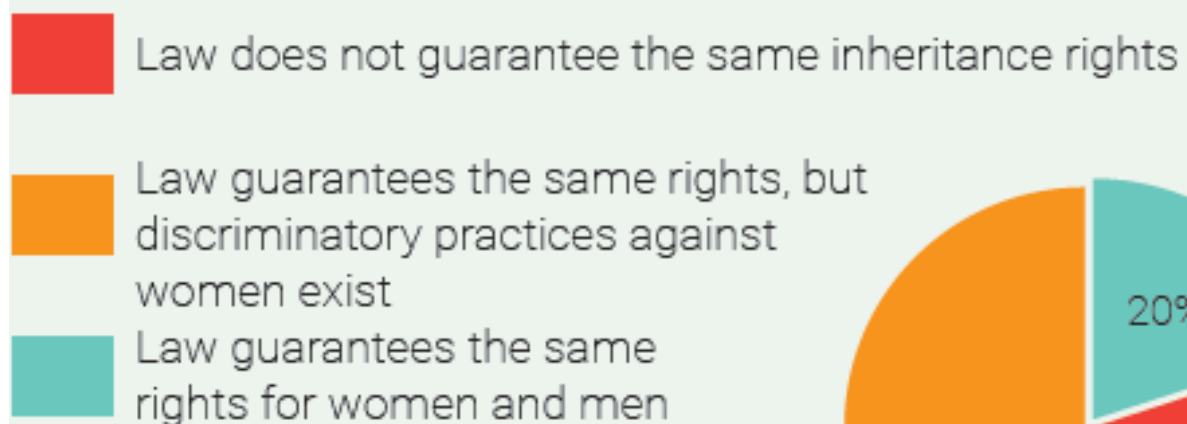 Law does not guarantee the same inheritance rights
Law guarantees the same rights, but
discriminatory practices against
women exist
Law guarantees the same
rights for women and men
20%